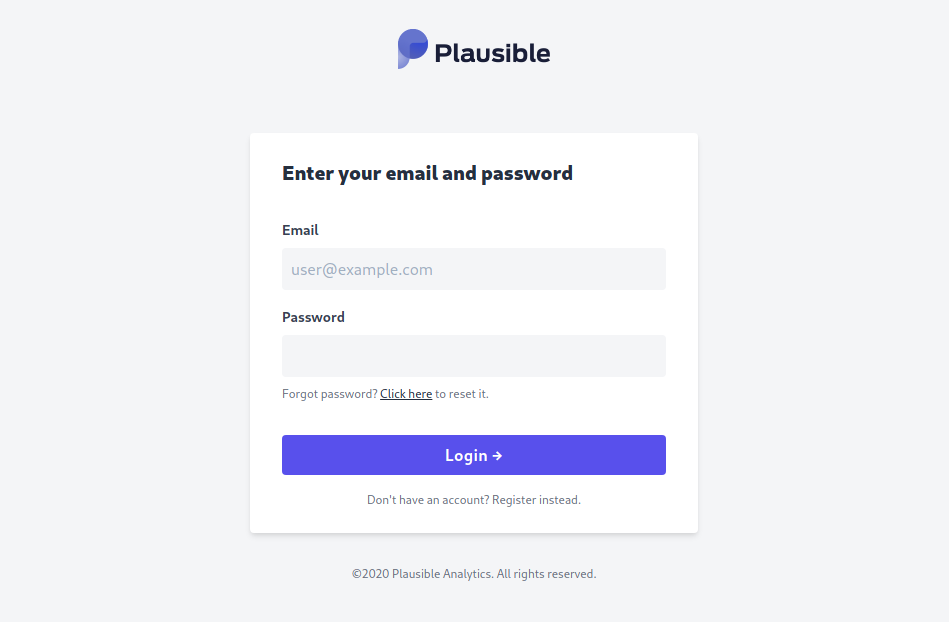 Plausible
Enter your email and password
Email
user@example.com
Password
Forgot password? Click here to reset it.
Login →
Don't have an account? Register instead.
©2020 Plausible Analytics. All rights reserved.